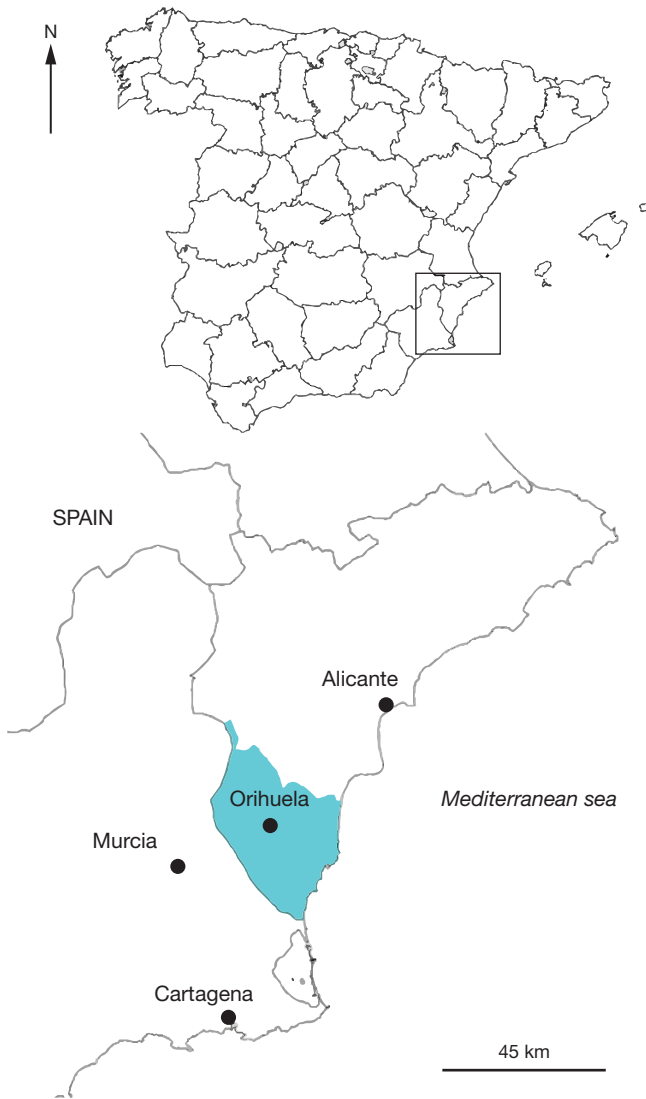 N
SPAIN
Alicante
Orihuela
Mediterranean sea
Murcia
Cartagena
45 km